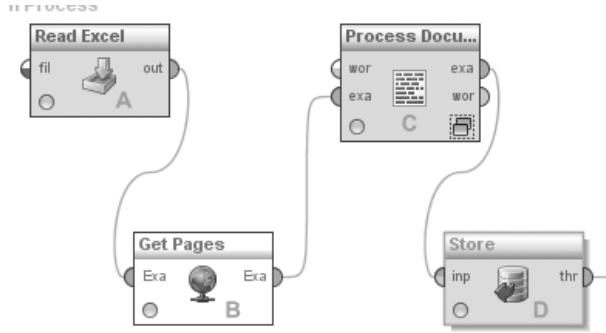 Read Excel
fil out
A
Process Docu...
wor exa
exa wor
C
Get Pages
Exa Exa
B
Store
inp thr
D